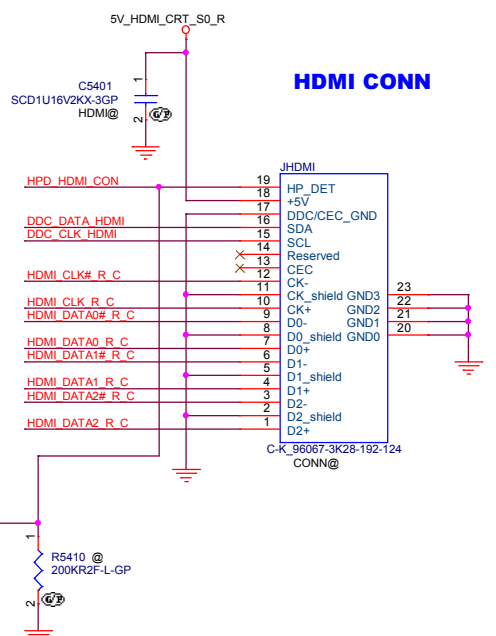 5V_HDMI_CRT_S0_R
HDMI CONN
C5401
SCD1U16V2KX-3GP
HDMI@
1
2
G/P
JHDMI
HPD_HDMI_CON 19 HP_DET
18 +5V
17 DDC/CEC_GND
DDC_DATA_HDMI 16 SDA
DDC_CLK_HDMI 15 SCL
14 Reserved
13 CEC
HDMI_CLK#_R_C 12 CK-
11 CK_shield GND3 23
HDMI_CLK_R_C 10 CK+ GND2 22
HDMI_DATA0#_R_C 9 D0- GND1 21
8 D0_shield GND0 20
HDMI_DATA0_R_C 7 D0+
HDMI_DATA1#_R_C 6 D1-
5 D1_shield
HDMI_DATA1_R_C 4 D1+
HDMI_DATA2#_R_C 3 D2-
2 D2_shield
HDMI_DATA2_R_C 1 D2+
C-K_96067-3K28-192-124
CONN@
1
R5410 @
200KR2F-L-GP
2
G/P